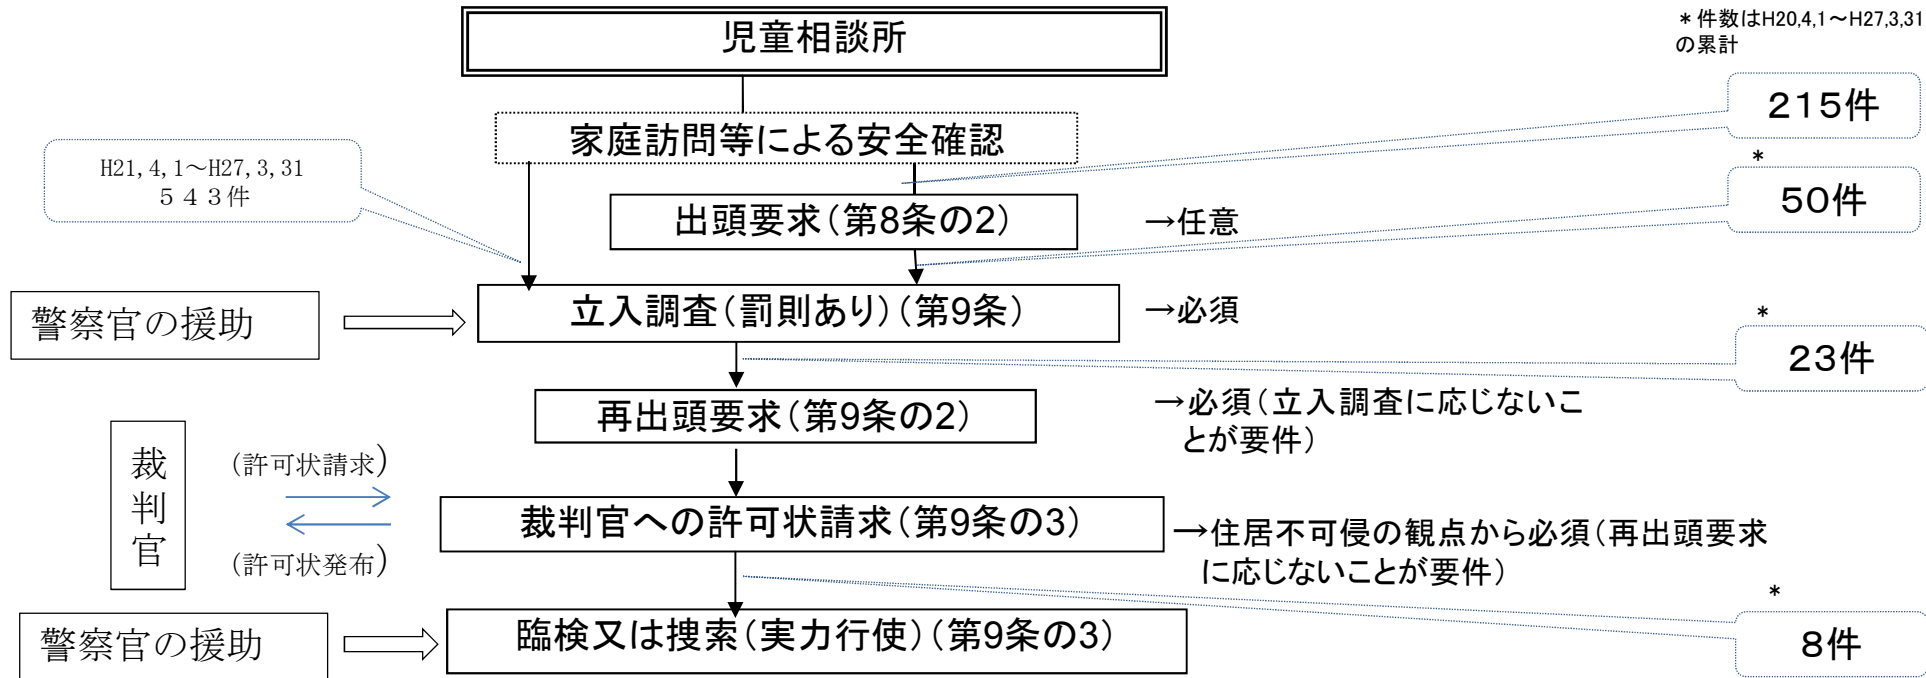 児童相談所
＊件数はH20,4,1～H27,3,31
の累計
215件
家庭訪問等による安全確認
H21,4,1～H27,3,31
５４３件
*
50件
出頭要求（第8条の2）
→任意
警察官の援助
立入調査（罰則あり）（第9条）
→必須
*
23件
再出頭要求（第9条の2）
→必須（立入調査に応じないこ
とが要件）
裁判官
(許可状請求)
(許可状発布)
裁判官への許可状請求（第9条の3）
→住居不可侵の観点から必須（再出頭要求
に応じないことが要件）
*
8件
警察官の援助
臨検又は捜索（実力行使）（第9条の3）